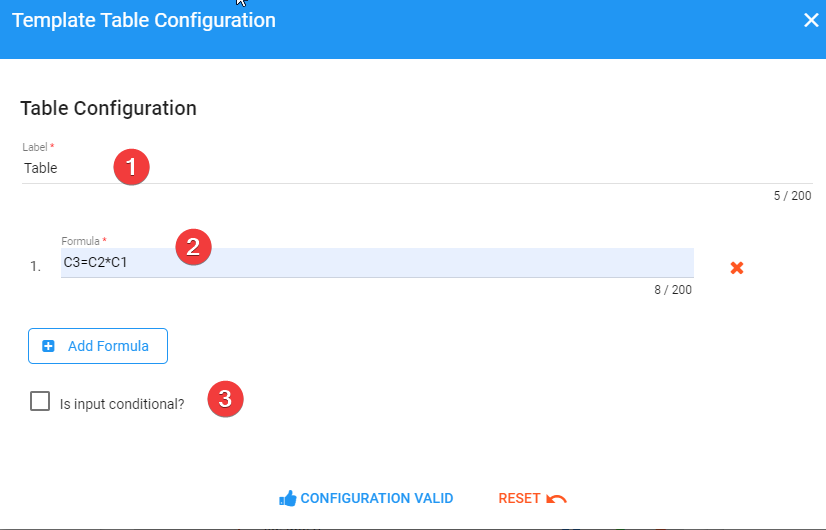 Template Table Configuration
Table Configuration
Label *
Table
1
5 / 200
Formula *
2
1.
C3=C2*C1
8 / 200
Add Formula
Is input conditional?
3
CONFIGURATION VALID
RESET